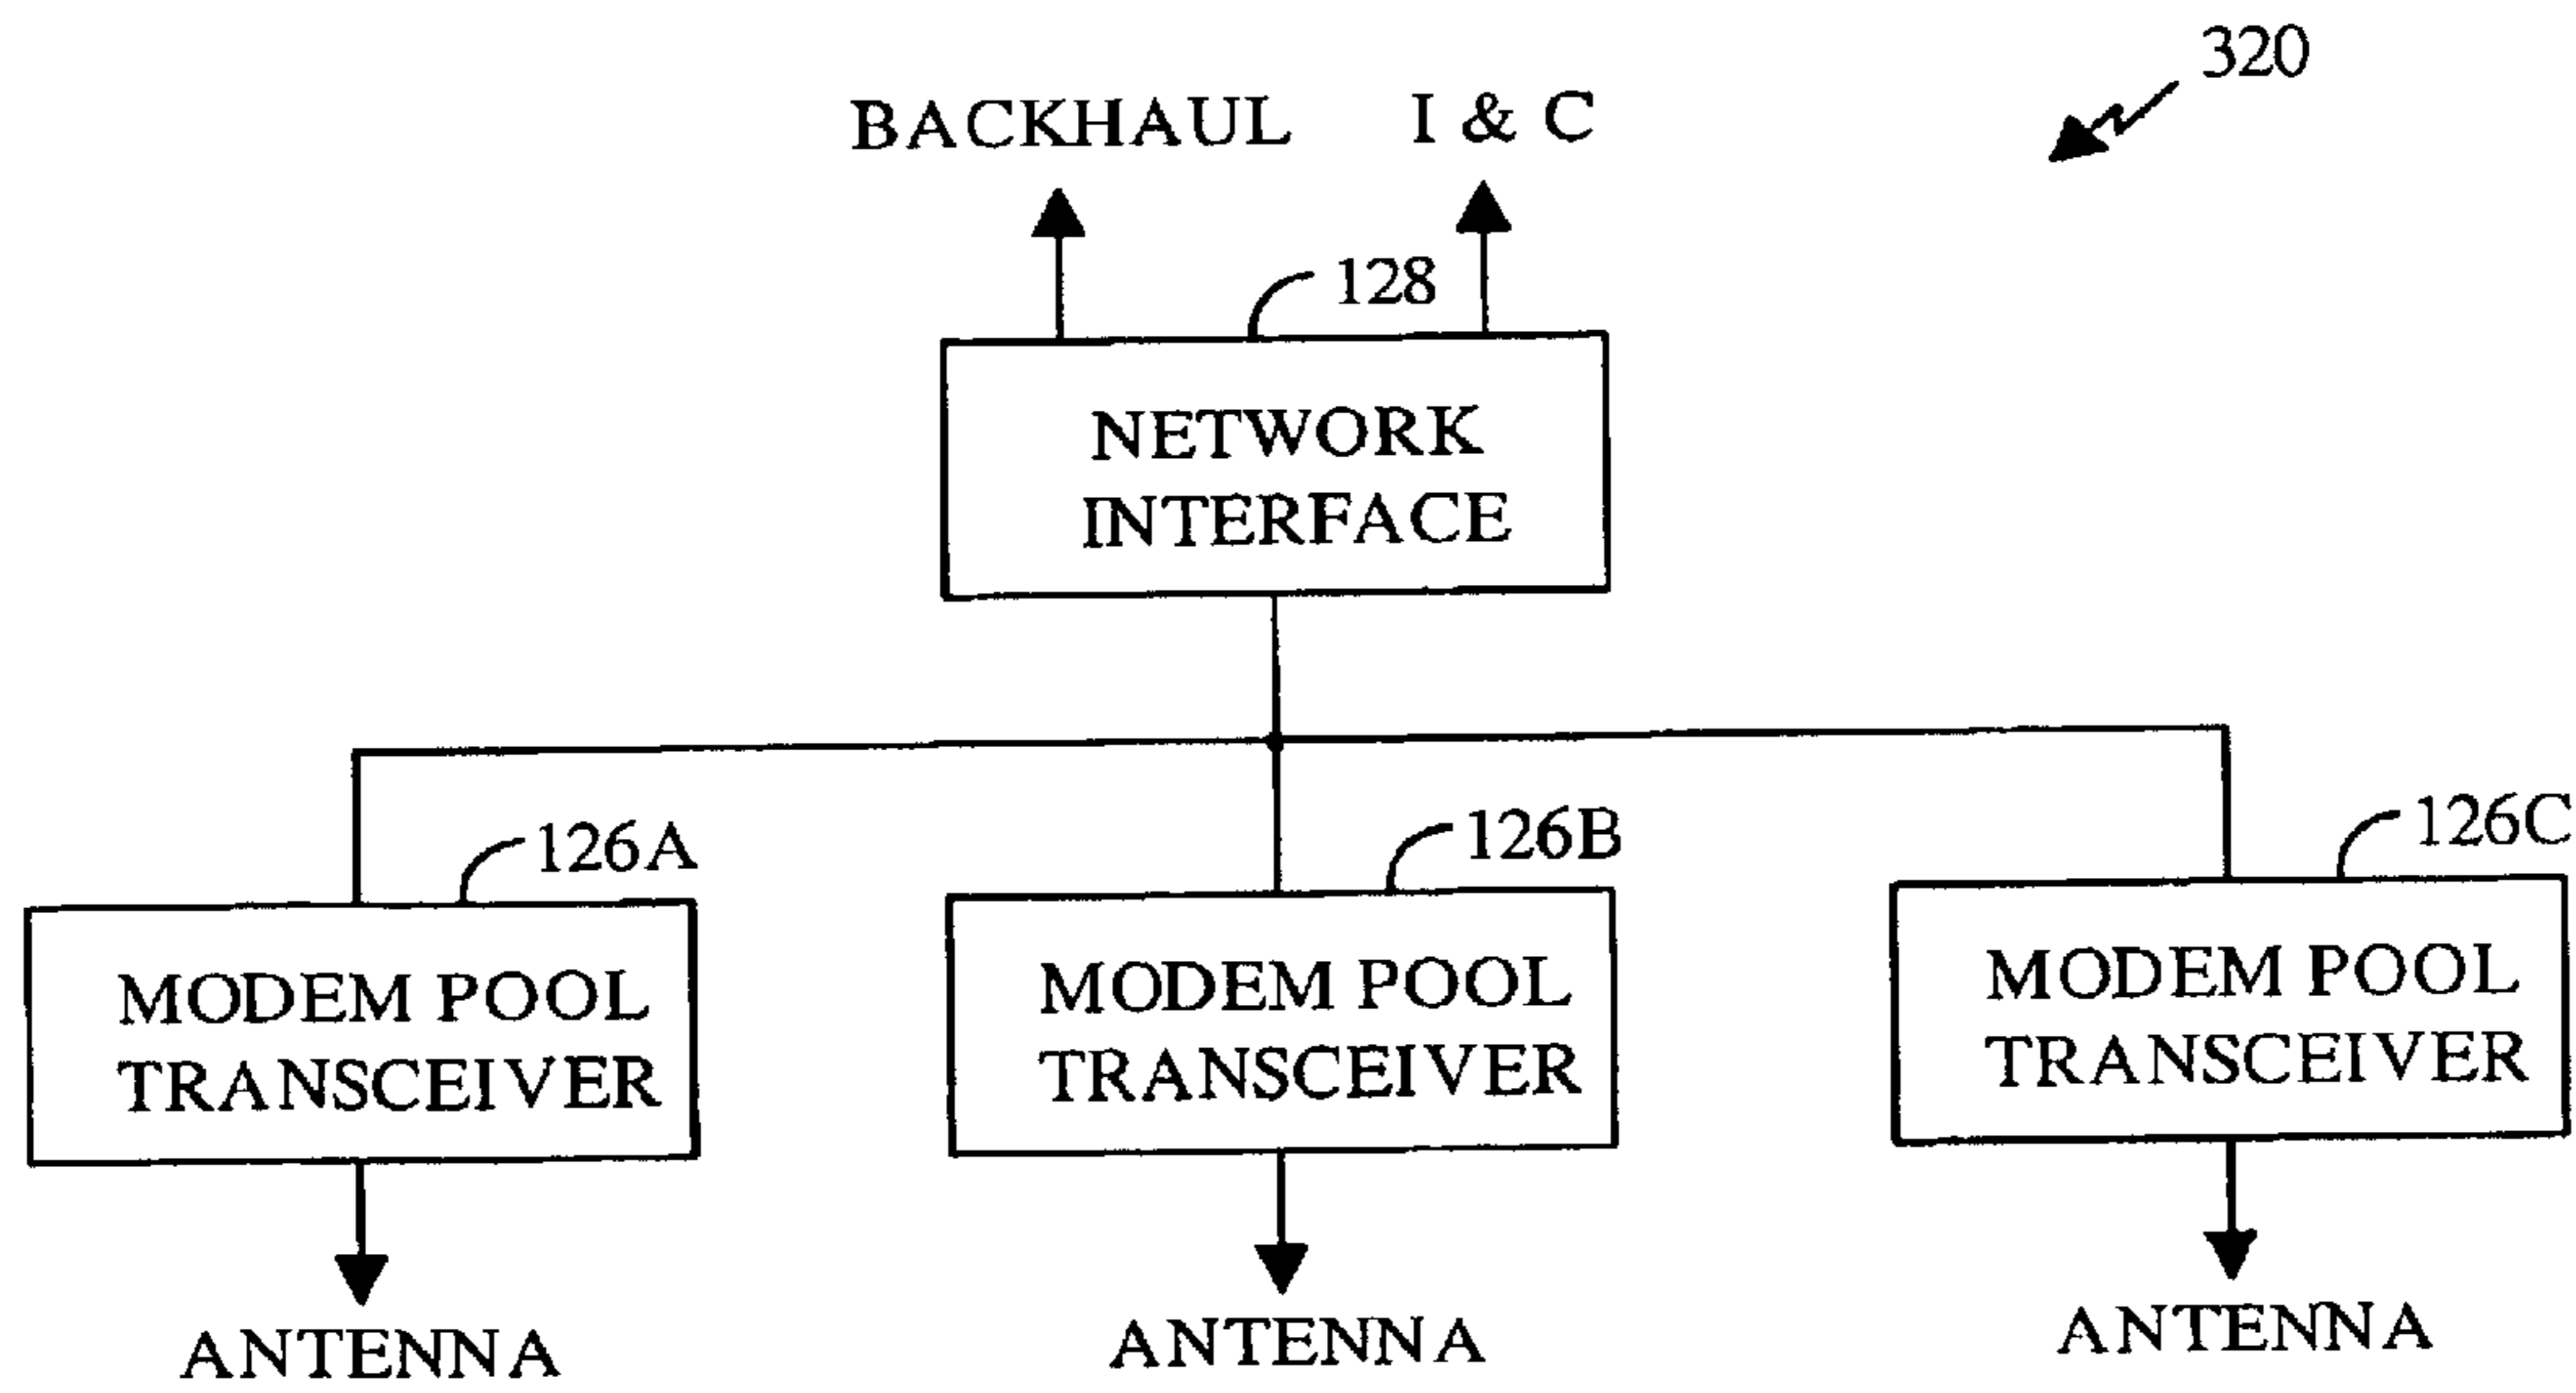 320
BACKHAUL I & C
128
NETWORK
INTERFACE
126A
126B
126C
MODEM POOL
TRANSCEIVER
MODEM POOL
TRANSCEIVER
MODEM POOL
TRANSCEIVER
ANTENNA
ANTENNA
ANTENNA